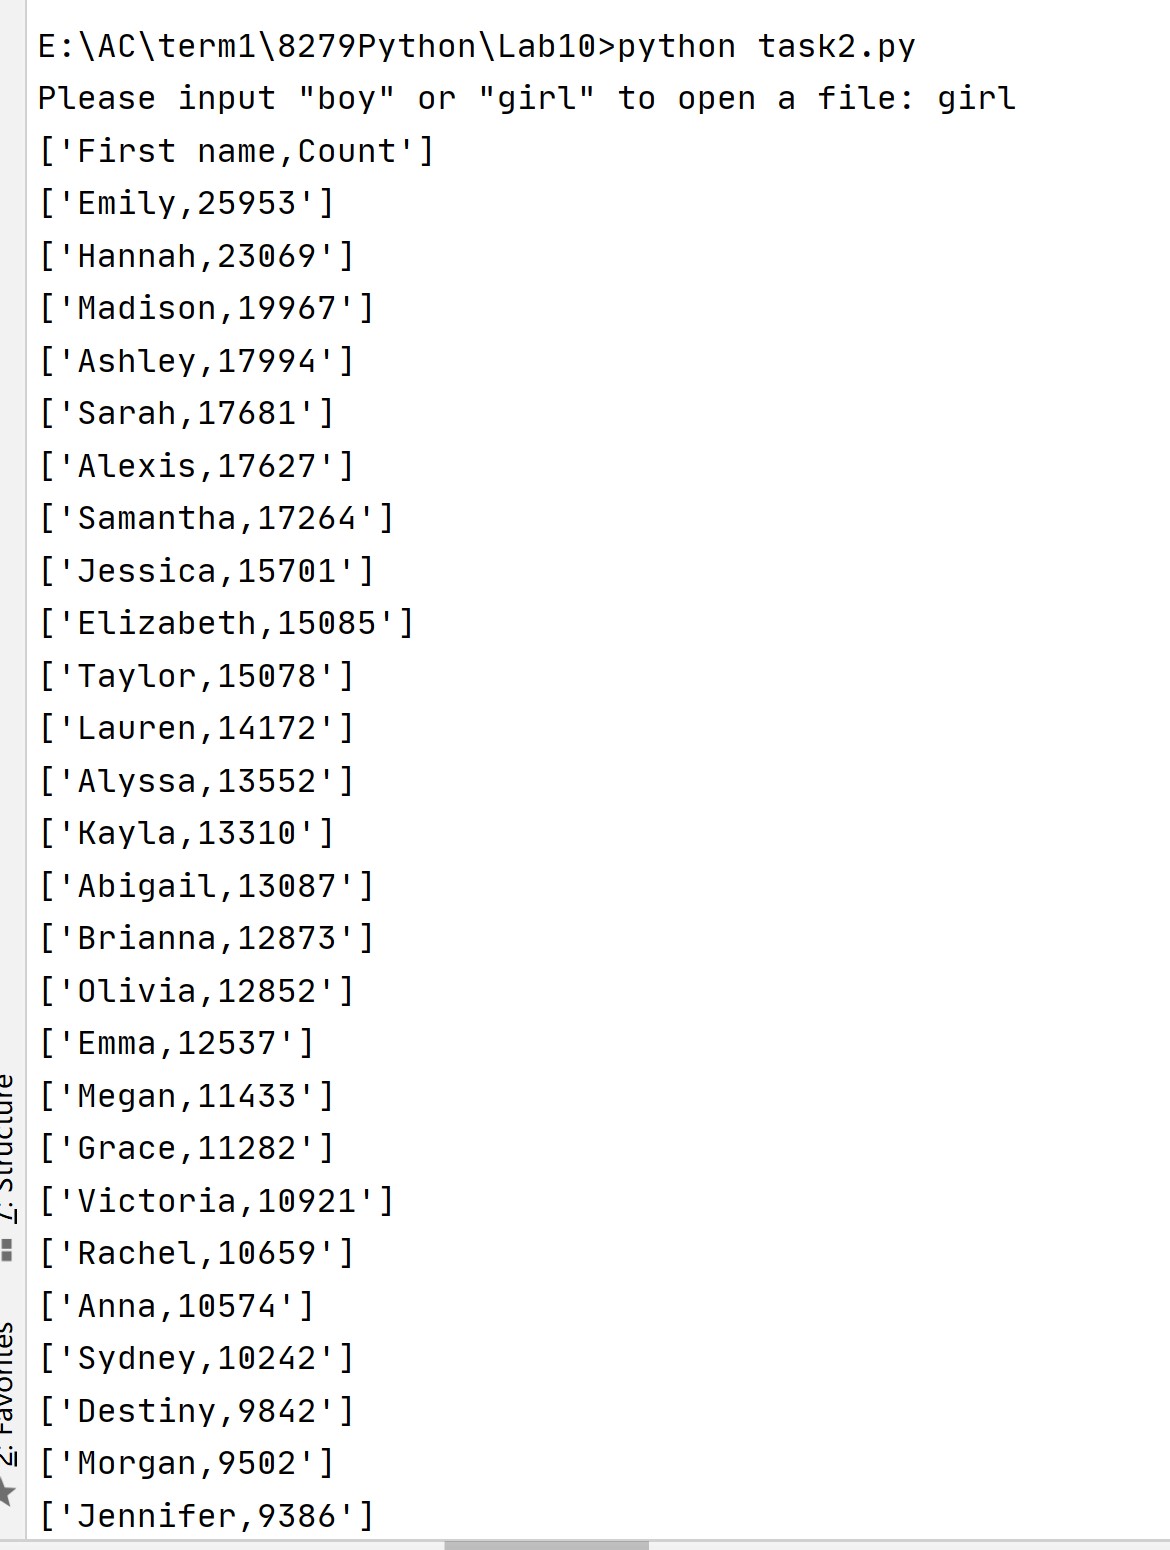 E:\AC\term1\8279Python\Lab10>python task2.py
Please input "boy" or "girl" to open a file: girl
['First name,Count']
['Emily,25953']
['Hannah,23069']
['Madison,19967']
['Ashley,17994']
['Sarah,17681']
['Alexis,17627']
['Samantha,17264']
['Jessica,15701']
['Elizabeth,15085']
['Taylor,15078']
['Lauren,14172']
['Alyssa,13552']
['Kayla,13310']
['Abigail,13087']
['Brianna,12873']
['Olivia,12852']
['Emma,12537']
['Megan,11433']
['Grace,11282']
['Victoria,10921']
['Rachel,10659']
['Anna,10574']
['Sydney,10242']
['Destiny,9842']
['Morgan,9502']
['Jennifer,9386']
7: Structure
2: Favorites